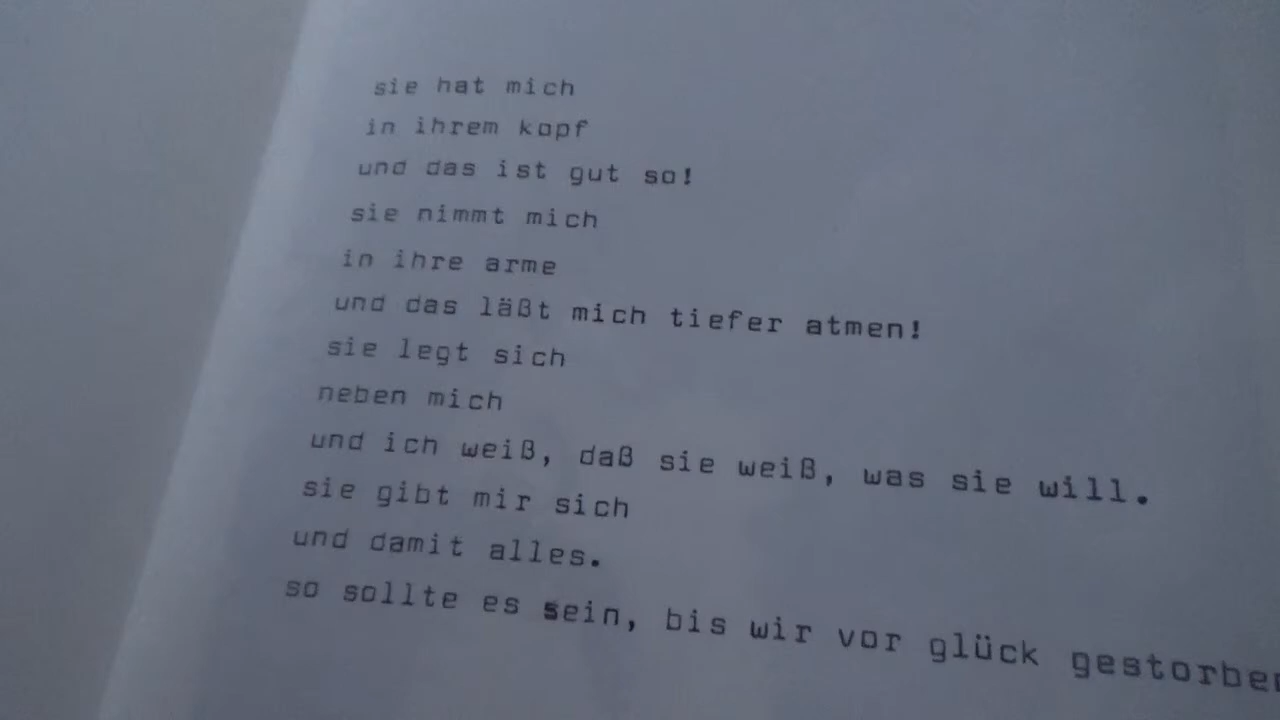 sie hat mich
in ihrem kopf
und das ist gut so!
sie nimmt mich
in ihre arme
und das läßt mich tiefer atmen!
sie legt sich
neben mich
und ich weiß, daß sie weiß, was sie will.
sie gibt mir sich
und damit alles.
so sollte es sein, bis wir vor glück